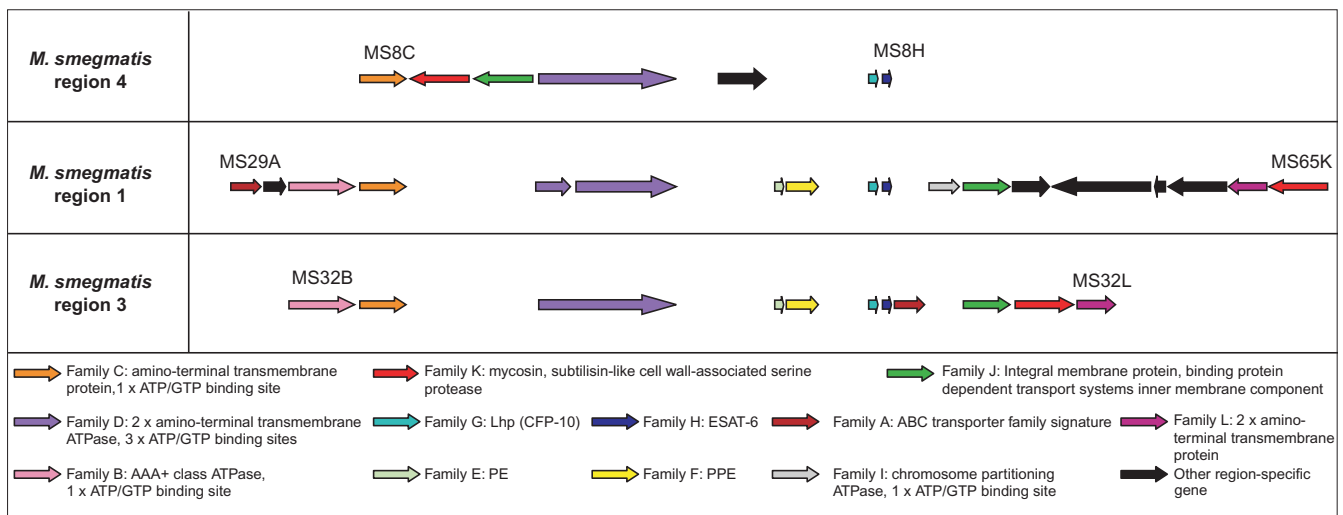 M. smegmatis
region 4
MS8C
MS8H
M. smegmatis
region 1
MS29A
MS65K
M. smegmatis
region 3
MS32B
MS32L
Family C: amino-terminal transmembrane
protein,1 x ATP/GTP binding site
Family K: mycosin, subtilisin-like cell wall-associated serine
protease
Family J: Integral membrane protein, binding protein
dependent transport systems inner membrane component
Family D: 2 x amino-terminal transmembrane
ATPase, 3 x ATP/GTP binding sites
Family G: Lhp (CFP-10)
Family H: ESAT-6
Family A: ABC transporter family signature
Family L: 2 x amino-
terminal transmembrane
protein
Family B: AAA+ class ATPase,
1 x ATP/GTP binding site
Family E: PE
Family F: PPE
Family I: chromosome partitioning
ATPase, 1 x ATP/GTP binding site
Other region-specific
gene